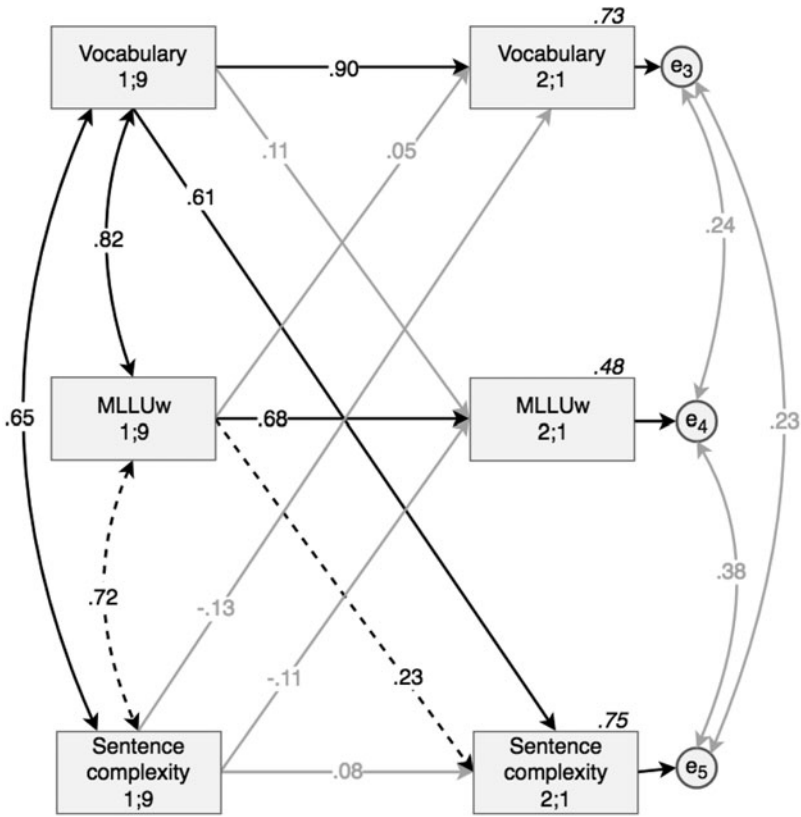 .73
Vocabulary
1;9
.90
Vocabulary
2;1
e3
.11
.05
.61
.82
.24
.48
MLLUw
1;9
.68
MLLUw
2;1
e4
.65
.23
.38
.72
-.13
-.11
.23
.75
Sentence
complexity
1;9
.08
Sentence
complexity
2;1
e5